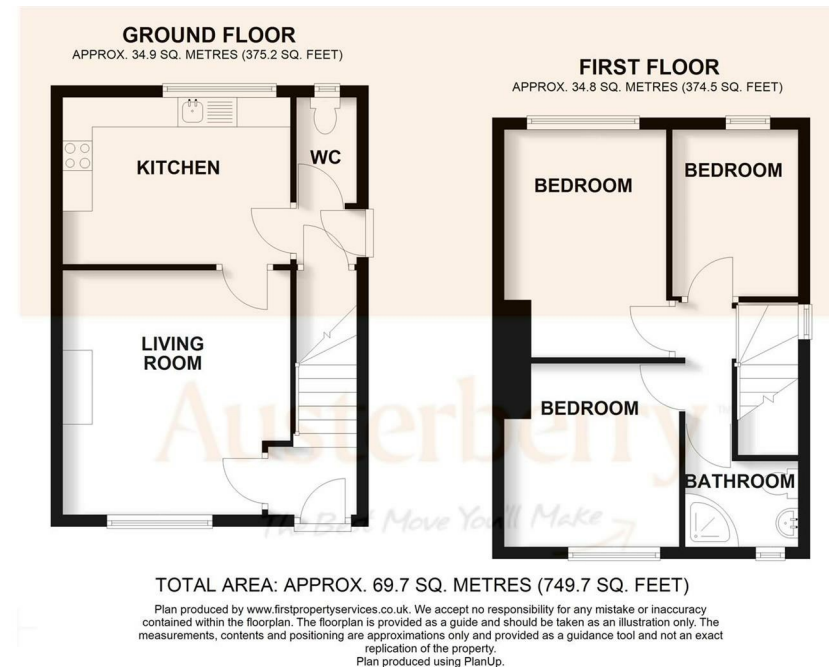 GROUND FLOOR
APPROX. 34.9 SQ. METRES (375.2 SQ. FEET)
KITCHEN
WC
LIVING
ROOM
FIRST FLOOR
APPROX. 34.8 SQ. METRES (374.5 SQ. FEET)
BEDROOM
BEDROOM
BEDROOM
BATHROOM
Austerberry
The Best Move You'll Make
TOTAL AREA: APPROX. 69.7 SQ. METRES (749.7 SQ. FEET)
Plan produced by www.firstpropertyservices.co.uk. We accept no responsibility for any mistake or inaccuracy
contained within the floorplan. The floorplan is provided as a guide and should be taken as an illustration only. The
measurements, contents and positioning are approximations only and provided as a guidance tool and not an exact
replication of the property.
Plan produced using PlanUp.